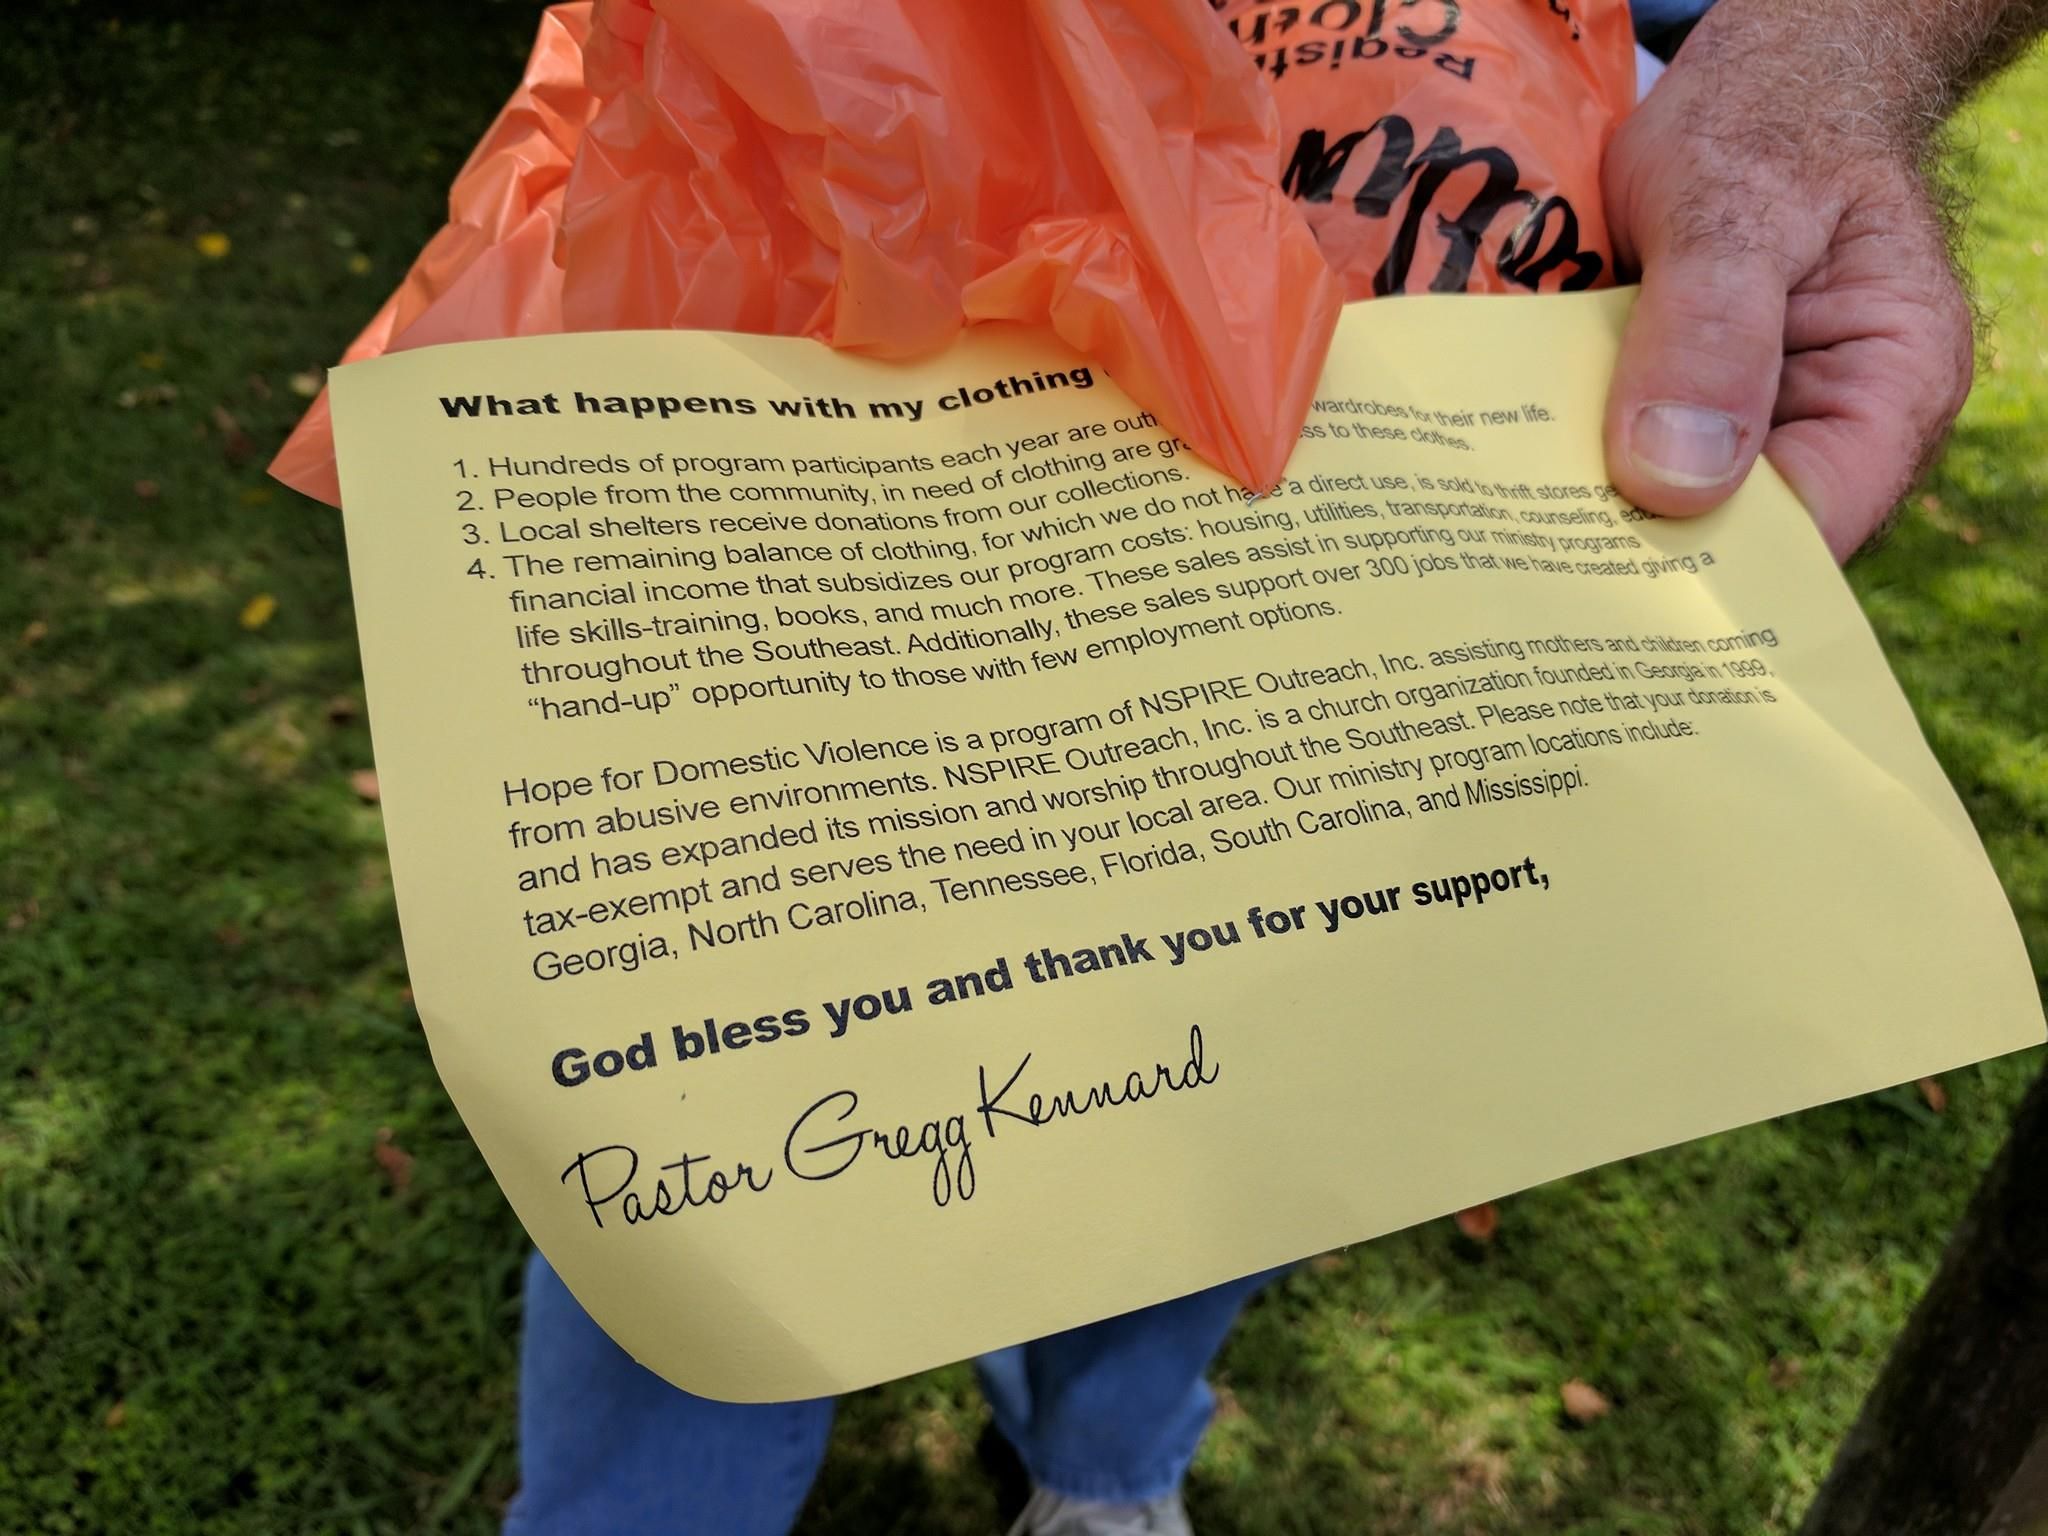 Regist
Cloth
What happens with my clothing
1. Hundreds of program participants each year are wardrobes for their new life.
2. People from the community, in need of clothing are to these clothes.
3. Local shelters receive donations from our collections.
4. The remaining balance of clothing, for which we do not have a direct use, is sold to thrift stores
financial income that subsidizes our program costs: housing, utilities, transportation, counseling,
life skills-training, books, and much more. These sales assist in supporting our ministry programs
throughout the Southeast. Additionally, these sales support over 300 jobs that we have created giving a
“hand-up” opportunity to those with few employment options.
Hope for Domestic Violence is a program of NSPIRE Outreach, Inc. assisting mothers and children coming
from abusive environments. NSPIRE Outreach, Inc. is a church organization founded in Georgia in 1999,
and has expanded its mission and worship throughout the Southeast. Please note that your donation is
tax-exempt and serves the need in your local area. Our ministry program locations include:
Georgia, North Carolina, Tennessee, Florida, South Carolina, and Mississippi.
God bless you and thank you for your support,
Pastor Gregg Kennard